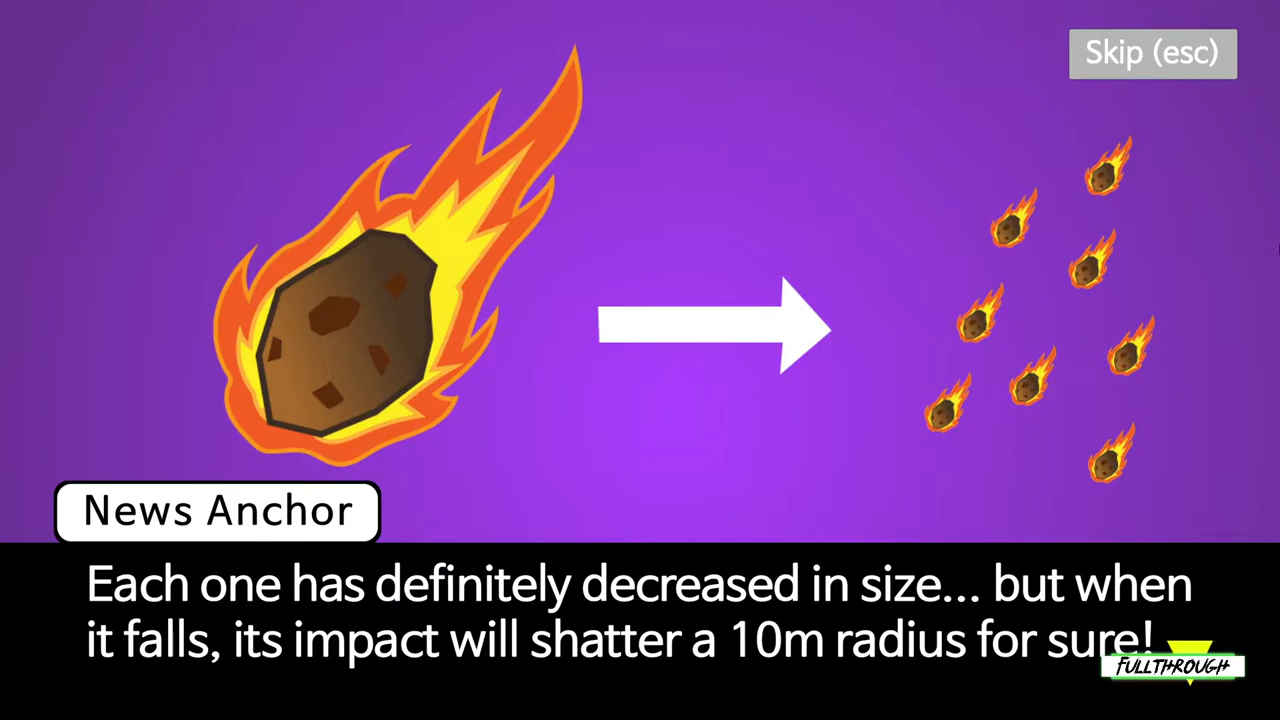 Skip (esc)
News Anchor
Each one has definitely decreased in size... but when
it falls, its impact will shatter a 10m radius for sure!
FULLTHROUGH